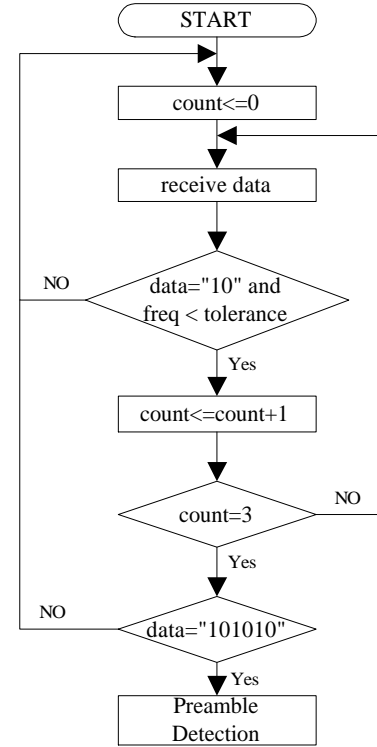 START
count<=0
receive data
data="10" and
freq < tolerance
NO
Yes
count<=count+1
count=3
NO
Yes
data="101010"
NO
Yes
Preamble
Detection